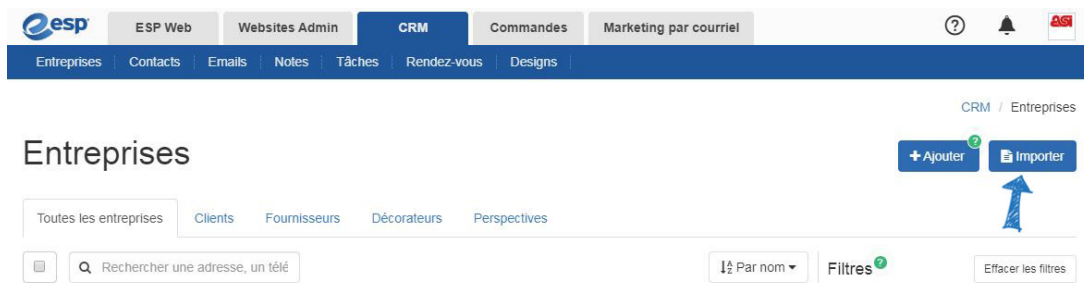 esp ESP Web Websites Admin CRM Commandes Marketing par courriel ? ASI
Entreprises Contacts Emails Notes Tâches Rendez-vous Designs
CRM / Entreprises
Entreprises
+ Ajouter ? Importer
Toutes les entreprises Clients Fournisseurs Décorateurs Perspectives
Rechercher une adresse, un télé Par nom Filtres ? Effacer les filtres